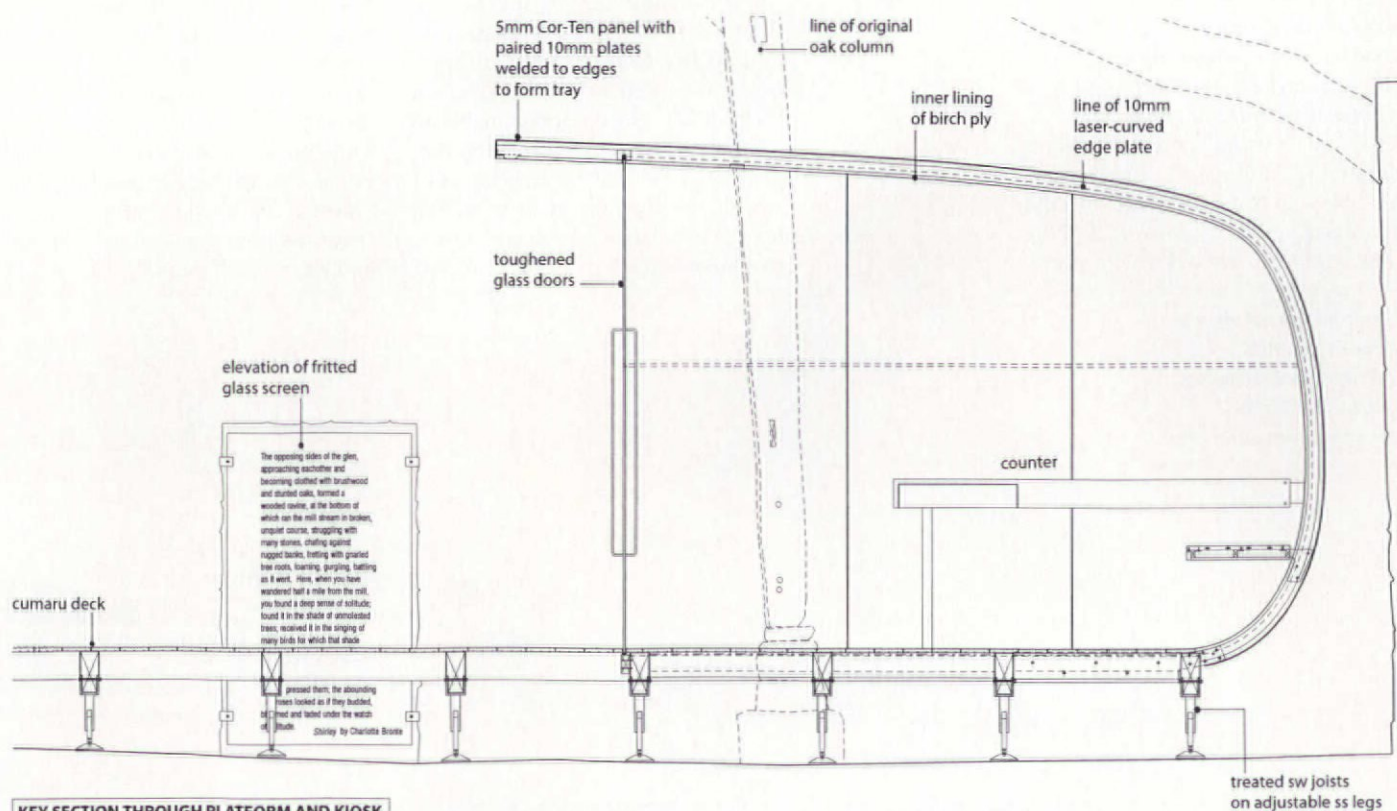 5mm Cor-Ten panel with
paired 10mm plates
welded to edges
to form tray
line of original
oak column
inner lining
of birch ply
line of 10mm
laser-curved
edge plate
toughened
glass doors
elevation of fritted
glass screen
The opposing sides of the glen,
approaching eachother and
becoming clothed with brushwood
and stunted oaks, formed a
wooded ravine, at the bottom of
which ran the mill stream in broken,
unquiet course, struggling with
many stones, chafing against
rugged banks, fretting with gnarled
tree roots, foaming, gurgling, battling
as it went. Here, when you have
wandered half a mile from the mill,
you found a deep sense of solitude;
found it in the shade of unmolested
trees; received it in the singing of
many birds for which that shade
pressed them; the abounding
roses looked as if they budded,
and faded under the watch
Shirley by Charlotte Bronte
counter
cumaru deck
treated sw joists
on adjustable ss legs
KEY SECTION THROUGH PLATFORM AND KIOSK